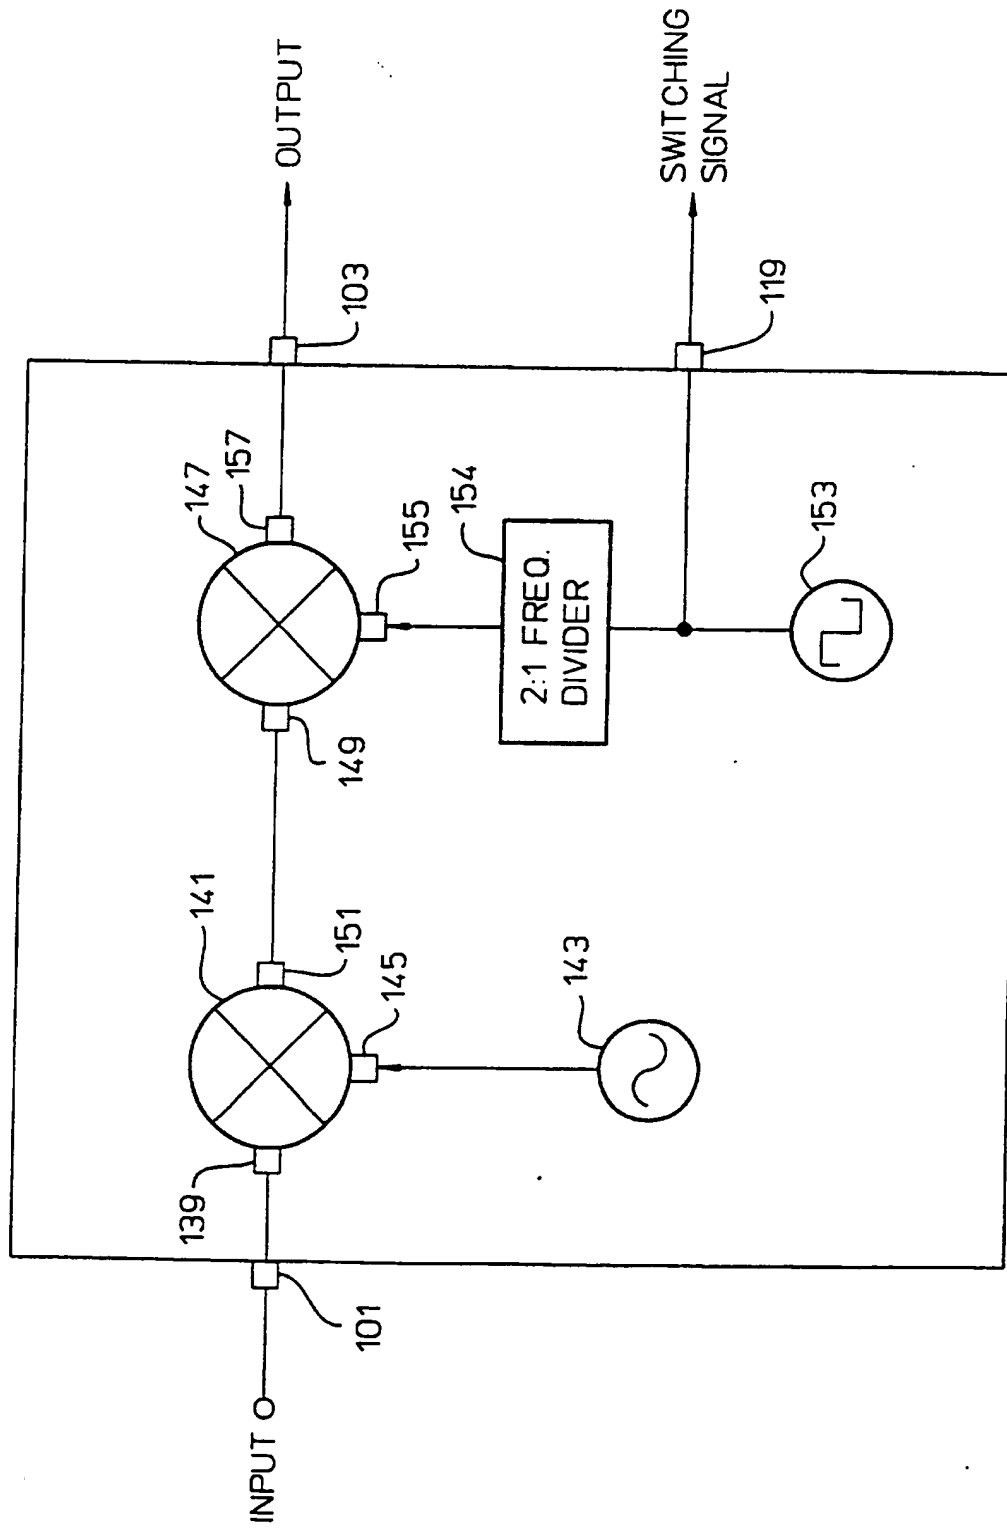 INPUT
101
139
141
151
145
143
149
147
157
155
154
2:1 FREQ.
DIVIDER
153
103
OUTPUT
119
SWITCHING
SIGNAL